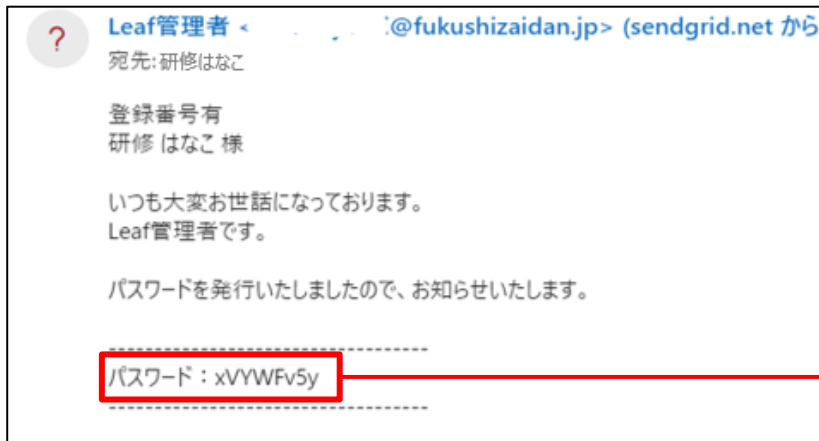 ?
Leaf管理者 < @fukushizaidan.jp> (sendgrid.net から
宛先: 研修はなこ
登録番号有
研修 はなこ 様
いつも大変お世話になっております。
Leaf管理者です。
パスワードを発行いたしましたので、お知らせいたします。
-----------------------------------
パスワード：xVYWFv5y
-----------------------------------